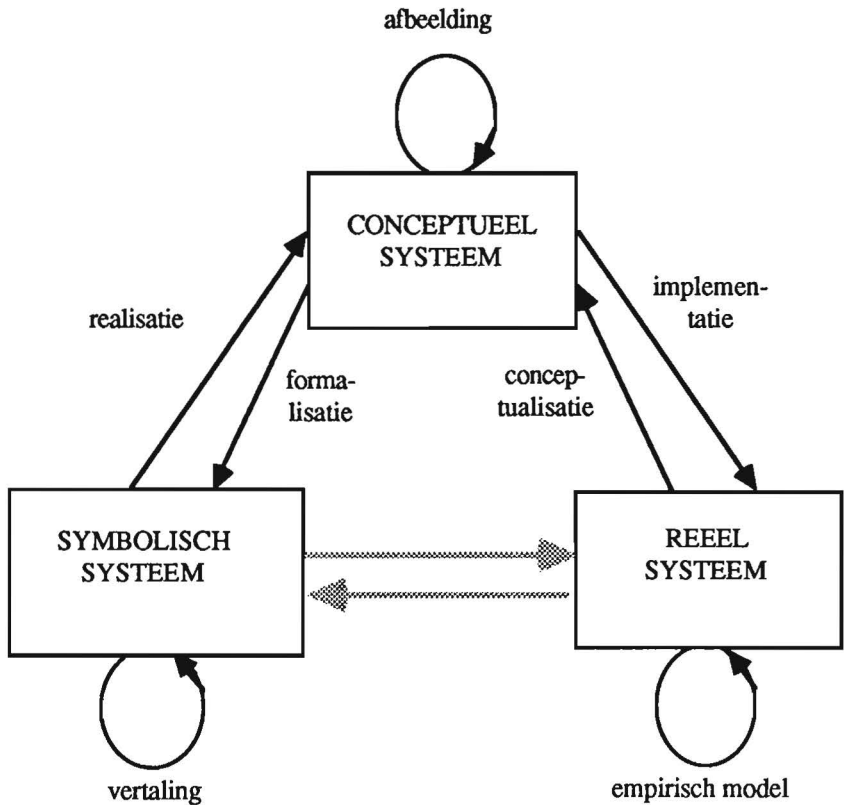 afbeelding
CONCEPTUEEL
SYSTEEM
realisatie
implemen-
tatie
forma-
lisatie
concep-
tualisatie
SYMBOLISCH
SYSTEEM
REEEL
SYSTEEM
vertaling
empirisch model